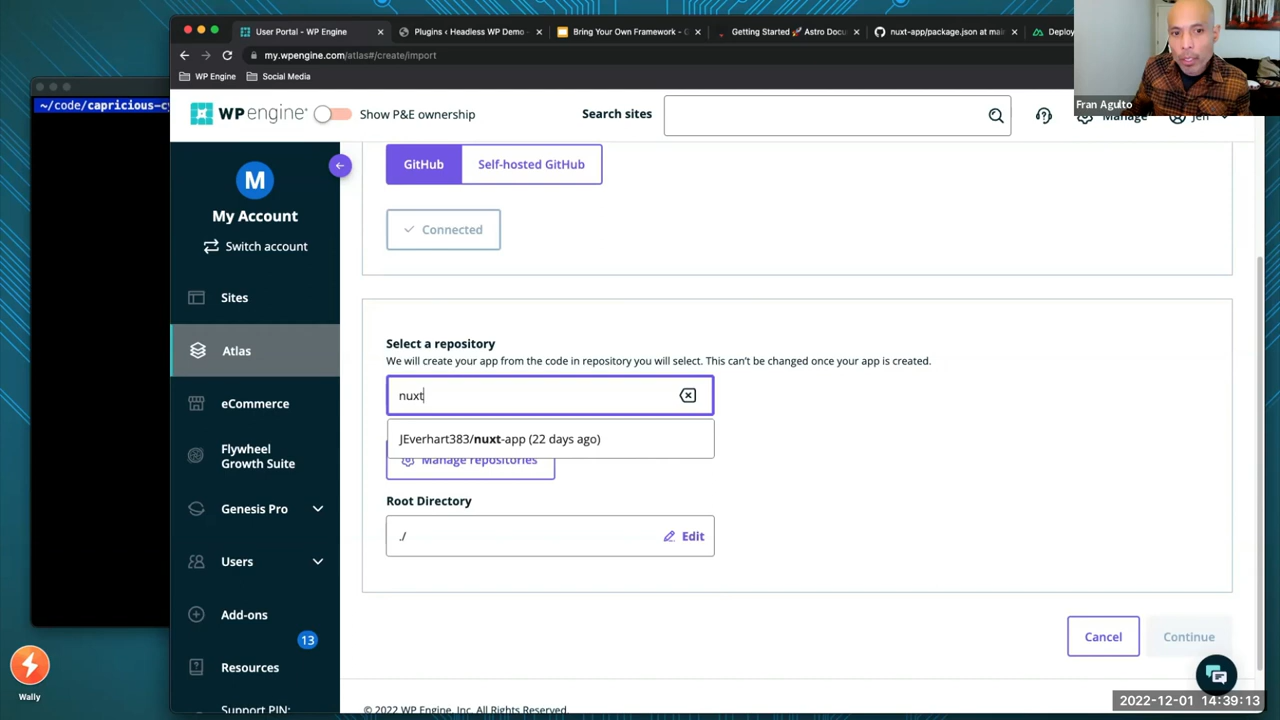 User Portal - WP Engine
Plugins ‹ Headless WP Demo -
Bring Your Own Framework - G
Getting Started 🚀 Astro Docu
nuxt-app/package.json at mai
Deploy
my.wpengine.com/atlas#/create/import
WP Engine
Social Media
Fran Agulto
~/code/capricious-cy
WP engine
Show P&E ownership
Search sites
Manage
Jen
M
My Account
Switch account
Sites
Atlas
eCommerce
Flywheel
Growth Suite
Genesis Pro
Users
Add-ons
13
Resources
Support PIN:
GitHub
Self-hosted GitHub
Connected
Select a repository
We will create your app from the code in repository you will select. This can't be changed once your app is created.
nuxt
JEverhart383/nuxt-app (22 days ago)
Manage repositories
Root Directory
./
Edit
Cancel
Continue
© 2022 WP Engine, Inc. All Rights Reserved.
Wally
2022-12-01 14:39:13